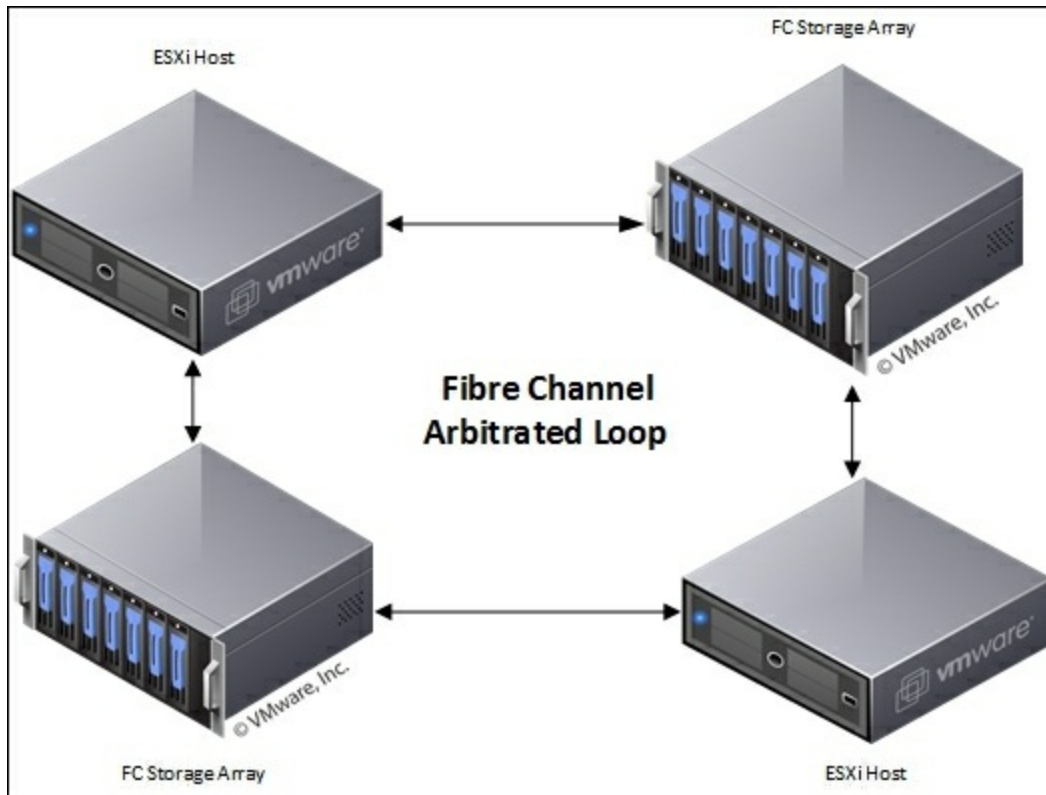 FC Storage Array
ESXi Host
vmware
© VMware, Inc.
Fibre Channel
Arbitrated Loop
vmware
© VMware, Inc.
FC Storage Array
ESXi Host